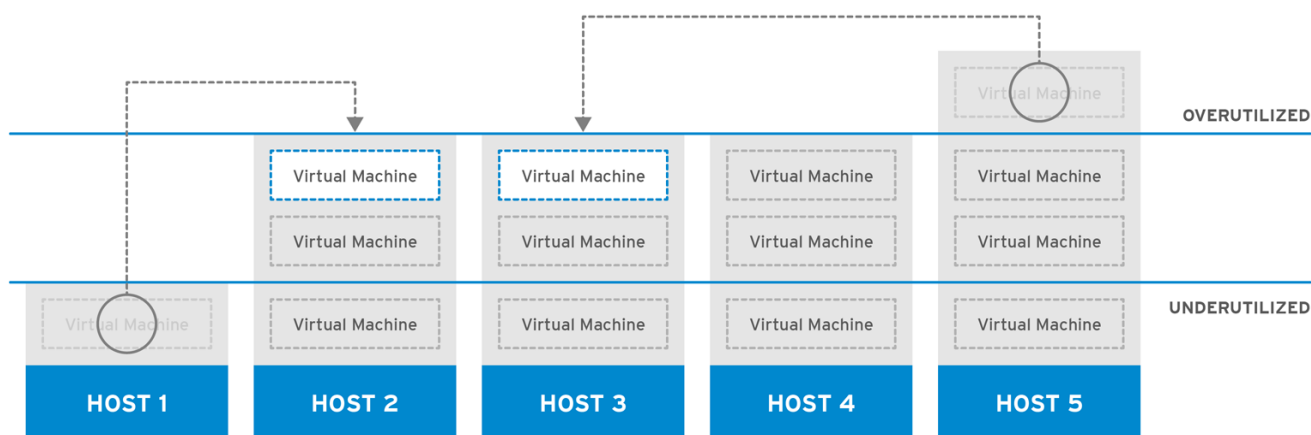 Virtual Machine
OVERUTILIZED
Virtual Machine Virtual Machine Virtual Machine Virtual Machine
Virtual Machine Virtual Machine Virtual Machine Virtual Machine
UNDERUTILIZED
Virtual Machine Virtual Machine Virtual Machine Virtual Machine Virtual Machine
HOST 1 HOST 2 HOST 3 HOST 4 HOST 5